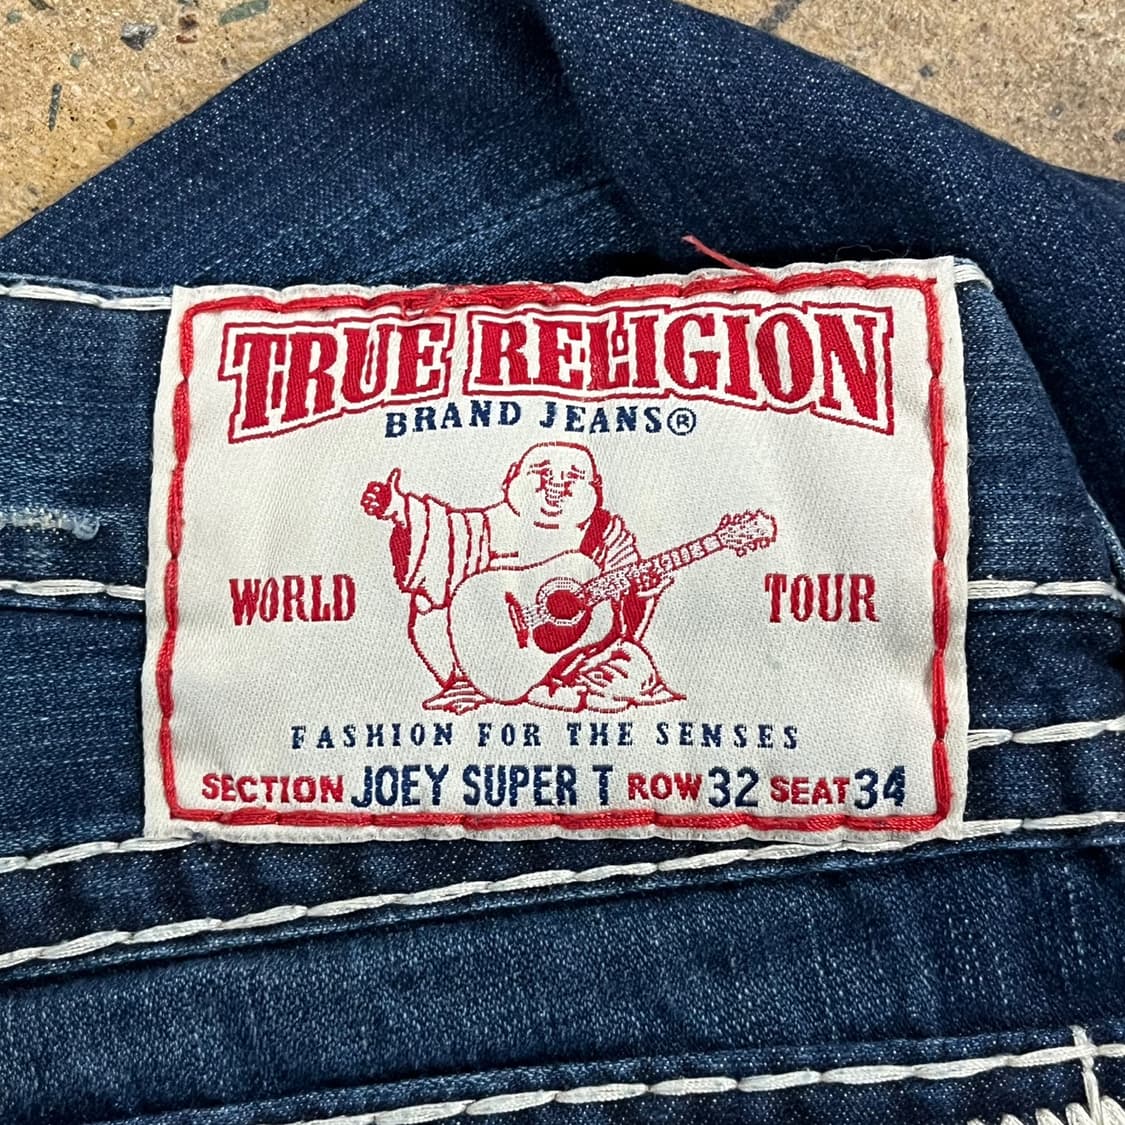 TRUE RELIGION
BRAND JEANS®
WORLD TOUR
FASHION FOR THE SENSES
SECTION JOEY SUPER T ROW 32 SEAT 34